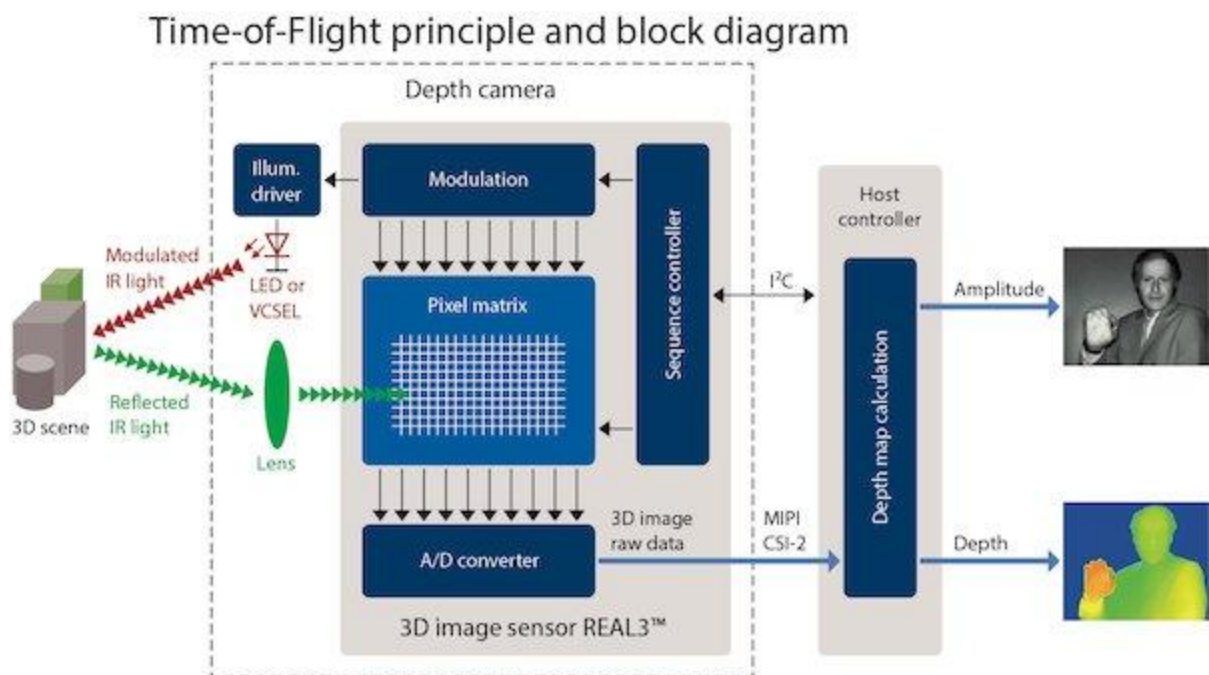 Time-of-Flight principle and block diagram
Depth camera
Illum.
driver
Modulation
Sequence controller
Host
controller
Modulated
IR light
LED or
VCSEL
Pixel matrix
I²C
Amplitude
Depth map calculation
3D scene
Reflected
IR light
Lens
A/D converter
3D image
raw data
MIPI
CSI-2
Depth
3D image sensor REAL3™